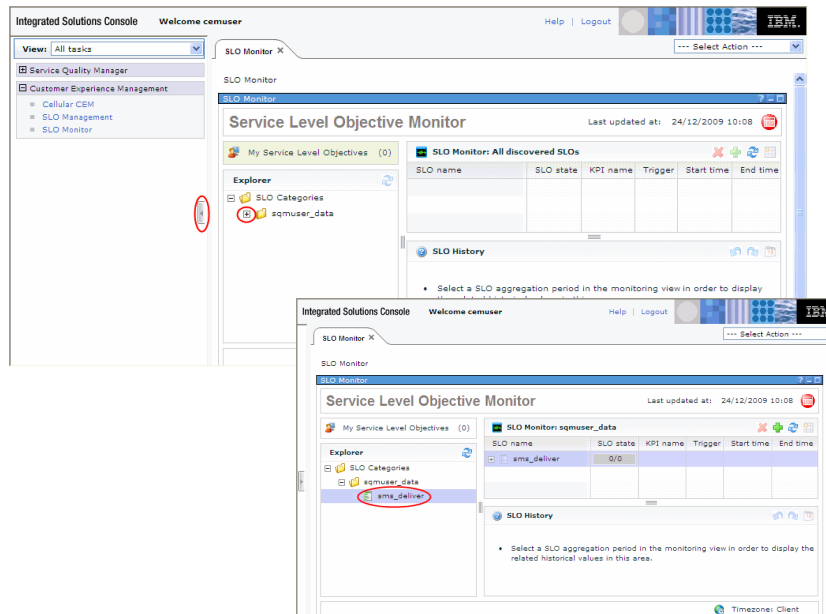 Integrated Solutions Console Welcome cemuser Help | Logout IBM.
View: All tasks
SLO Monitor X
--- Select Action ---
Service Quality Manager
Customer Experience Management
Cellular CEM
SLO Management
SLO Monitor
SLO Monitor
SLO Monitor
Service Level Objective Monitor Last updated at: 24/12/2009 10:08
My Service Level Objectives (0)
SLO Monitor: All discovered SLOs
SLO name SLO state KPI name Trigger Start time End time
Explorer
SLO Categories
sqmuser_data
SLO History
Select a SLO aggregation period in the monitoring view in order to display
Integrated Solutions Console Welcome cemuser Help | Logout IBM
SLO Monitor X
--- Select Action ---
SLO Monitor
SLO Monitor
Service Level Objective Monitor Last updated at: 24/12/2009 10:08
My Service Level Objectives (0)
SLO Monitor: sqmuser_data
SLO name SLO state KPI name Trigger Start time End time
sms_deliver 0/0
Explorer
SLO Categories
sqmuser_data
sms_deliver
SLO History
Select a SLO aggregation period in the monitoring view in order to display the
related historical values in this area.
Timezone: Client